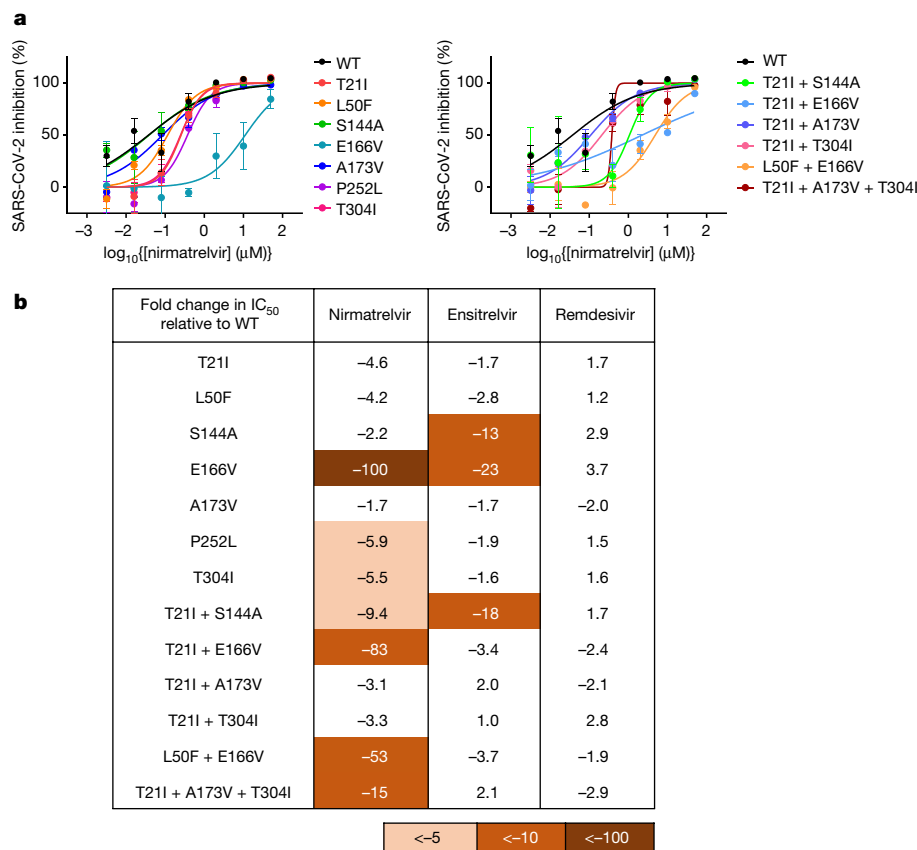 a
SARS-CoV-2 inhibition (%)
100
50
0
–3 –2 –1 0 1 2
log10{[nirmatrelvir] (μM)}
WT
T21I
L50F
S144A
E166V
A173V
P252L
T304I
SARS-CoV-2 inhibition (%)
100
50
0
–3 –2 –1 0 1 2
log10{[nirmatrelvir] (μM)}
WT
T21I + S144A
T21I + E166V
T21I + A173V
T21I + T304I
L50F + E166V
T21I + A173V + T304I
b
Fold change in IC50
relative to WT
Nirmatrelvir Ensitrelvir Remdesivir
T21I –4.6 –1.7 1.7
L50F –4.2 –2.8 1.2
S144A –2.2 –13 2.9
E166V –100 –23 3.7
A173V –1.7 –1.7 –2.0
P252L –5.9 –1.9 1.5
T304I –5.5 –1.6 1.6
T21I + S144A –9.4 –18 1.7
T21I + E166V –83 –3.4 –2.4
T21I + A173V –3.1 2.0 –2.1
T21I + T304I –3.3 1.0 2.8
L50F + E166V –53 –3.7 –1.9
T21I + A173V + T304I –15 2.1 –2.9
<–5 <–10 <–100